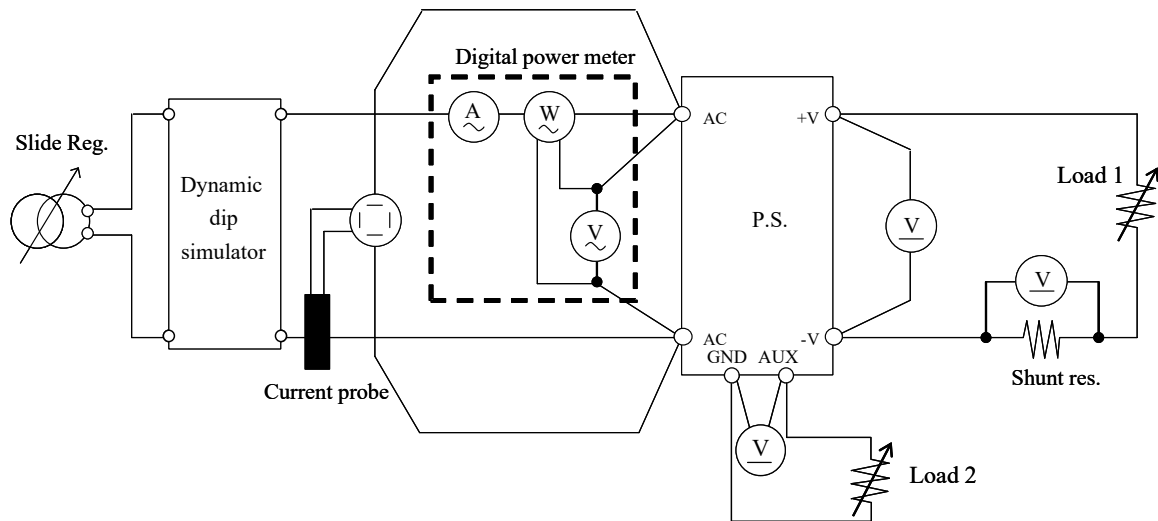 Digital power meter
A
W
AC
+V
Slide Reg.
Load 1
Dynamic
dip
simulator
V
P.S.
V
V
AC
-V
GND
AUX
Current probe
Shunt res.
V
Load 2